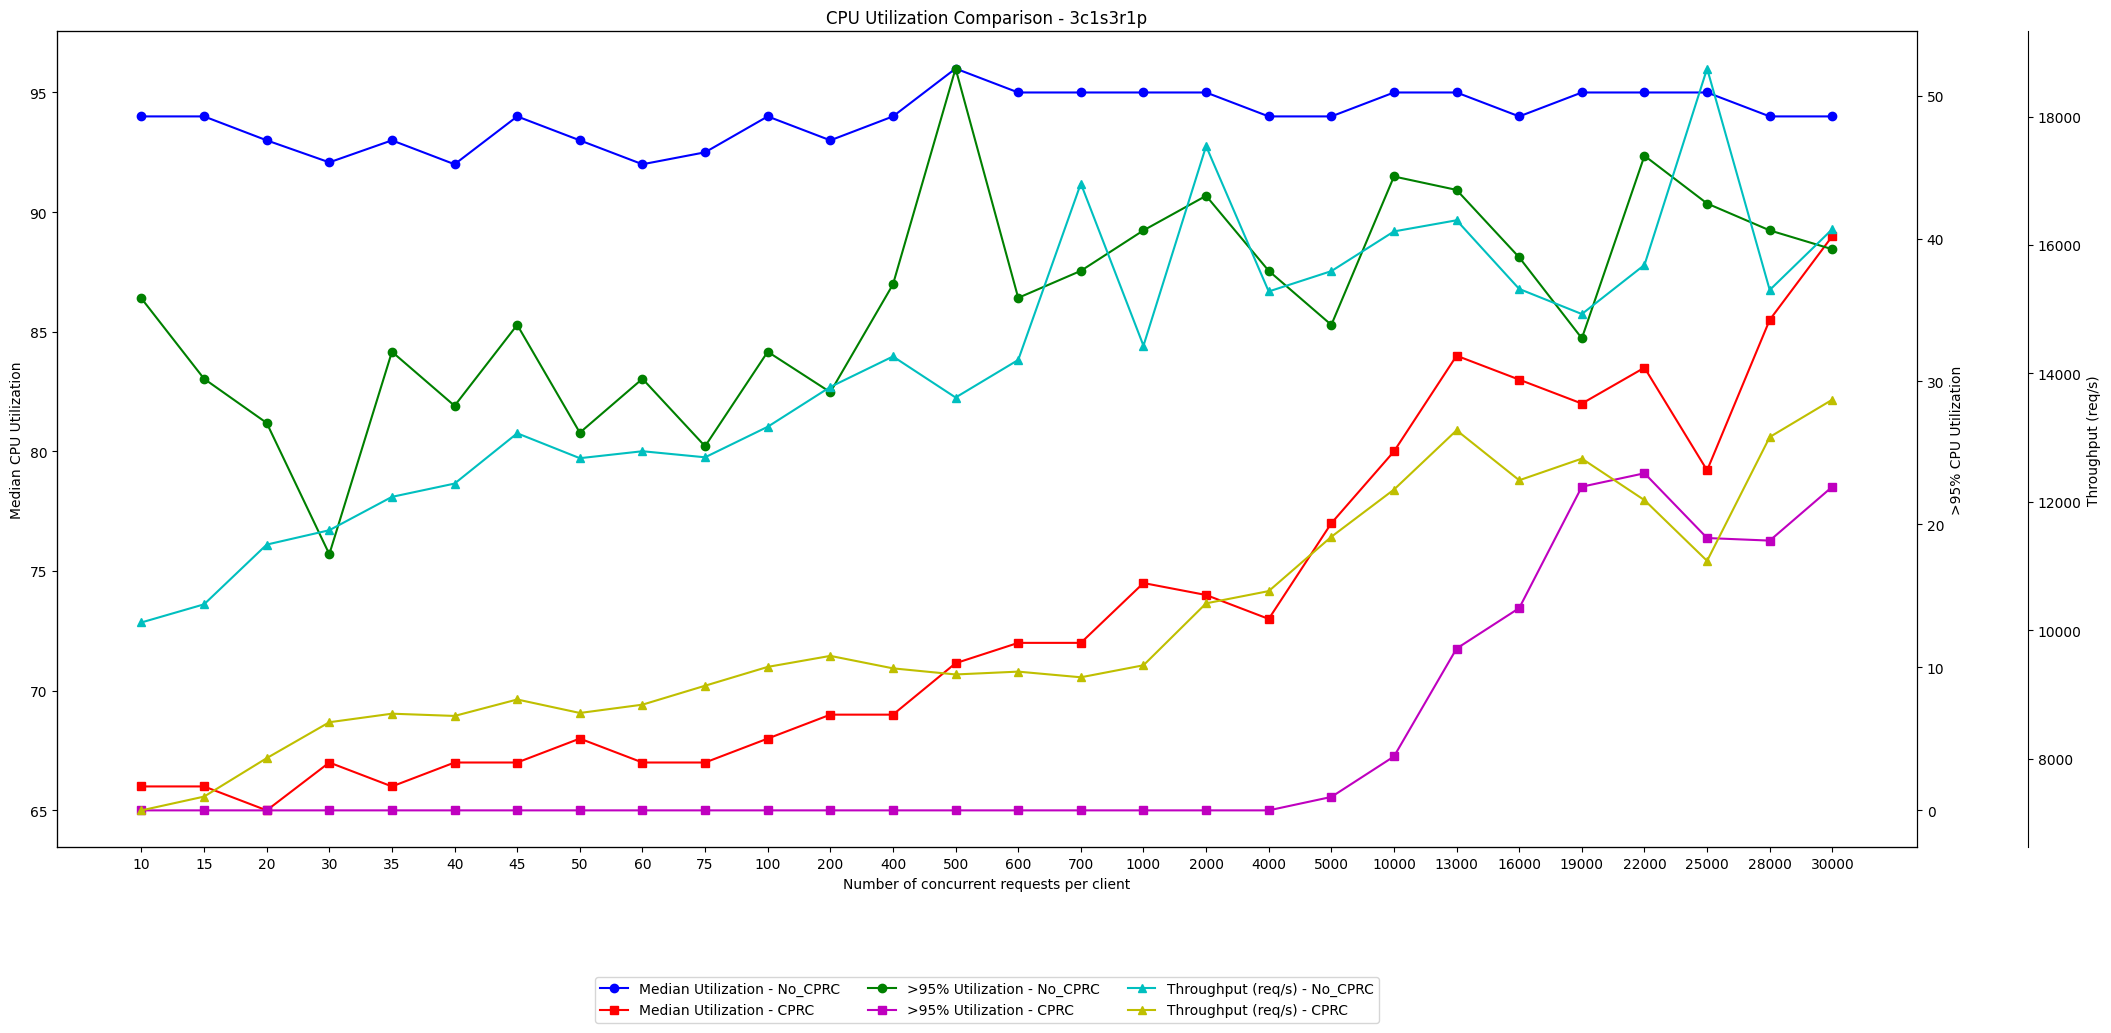 CPU Utilization Comparison - 3c1s3r1p
Median CPU Utilization
95
90
85
80
75
70
65
50
40
30
20
10
0
>95% CPU Utilization
18000
16000
14000
12000
10000
8000
Throughput (req/s)
10 15 20 30 35 40 45 50 60 75 100 200 400 500 600 700 1000 2000 4000 5000 10000 13000 16000 19000 22000 25000 28000 30000
Number of concurrent requests per client
Median Utilization - No_CPRC
Median Utilization - CPRC
>95% Utilization - No_CPRC
>95% Utilization - CPRC
Throughput (req/s) - No_CPRC
Throughput (req/s) - CPRC